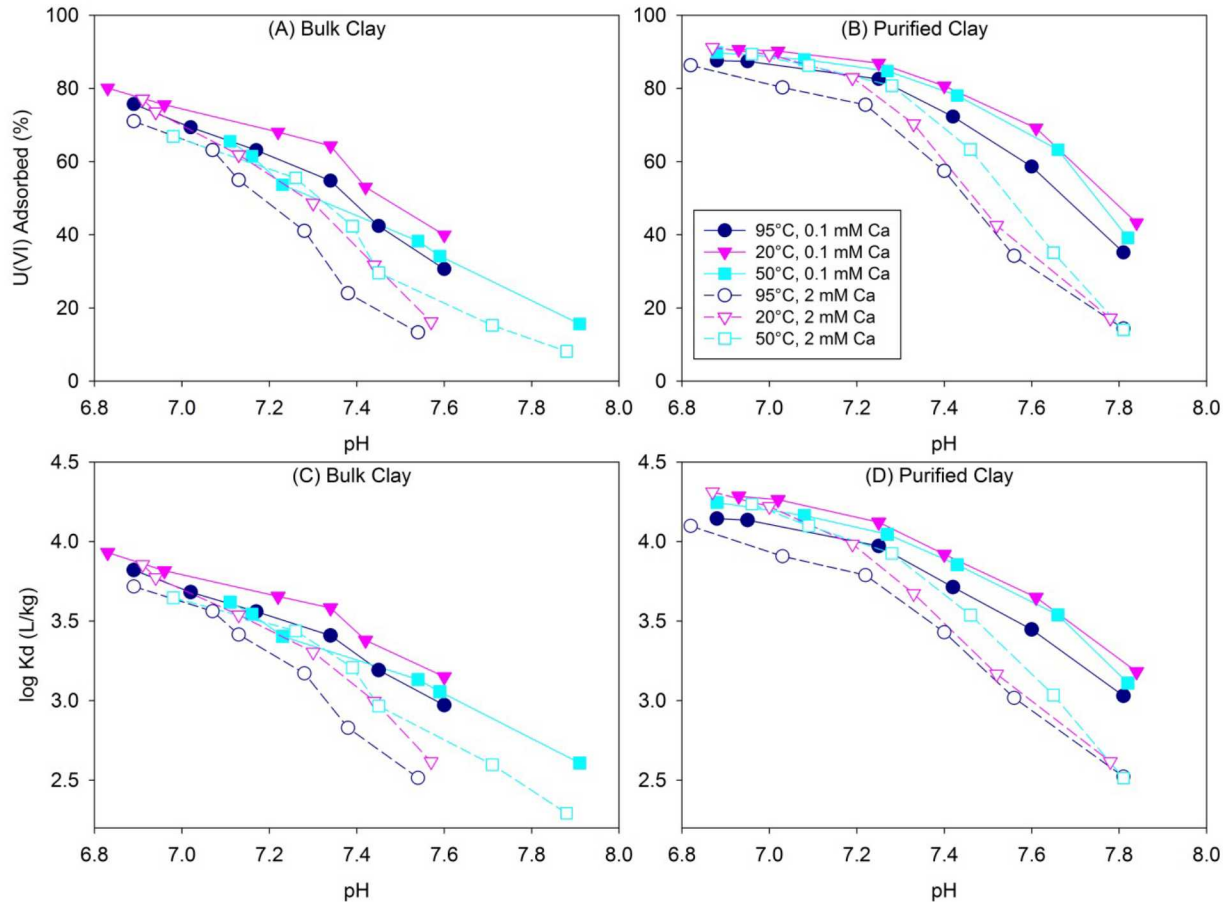 (A) Bulk Clay
U(VI) Adsorbed (%)
100
80
60
40
20
0
6.8 7.0 7.2 7.4 7.6 7.8 8.0
pH
(B) Purified Clay
100
80
60
40
20
0
95°C, 0.1 mM Ca
20°C, 0.1 mM Ca
50°C, 0.1 mM Ca
95°C, 2 mM Ca
20°C, 2 mM Ca
50°C, 2 mM Ca
6.8 7.0 7.2 7.4 7.6 7.8 8.0
pH
(C) Bulk Clay
log Kd (L/kg)
4.5
4.0
3.5
3.0
2.5
6.8 7.0 7.2 7.4 7.6 7.8 8.0
pH
(D) Purified Clay
4.5
4.0
3.5
3.0
2.5
6.8 7.0 7.2 7.4 7.6 7.8 8.0
pH